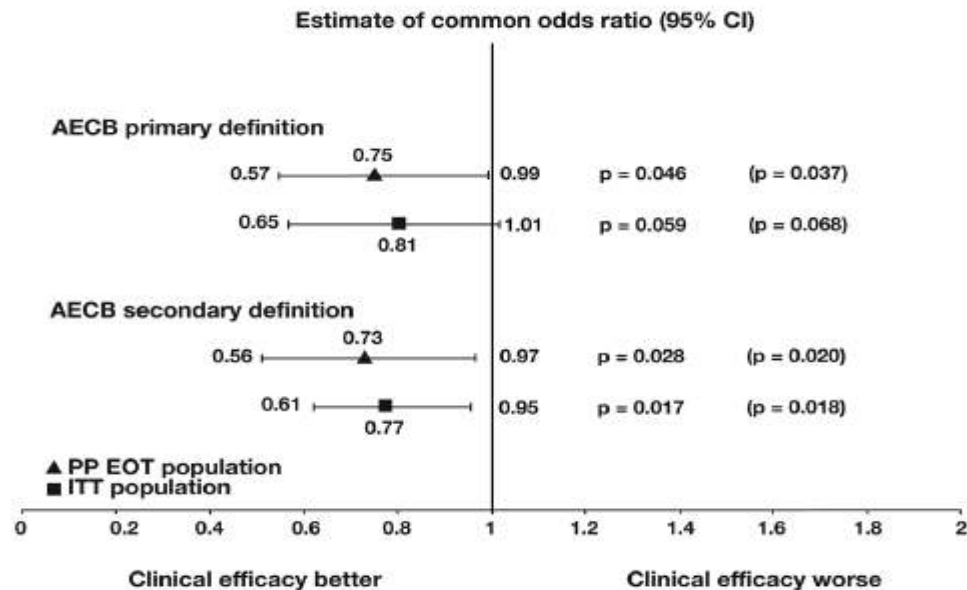 Estimate of common odds ratio (95% CI)
AECB primary definition
0.75
0.57 0.99 p = 0.046 (p = 0.037)
0.65 1.01 p = 0.059 (p = 0.068)
0.81
AECB secondary definition
0.73
0.56 0.97 p = 0.028 (p = 0.020)
0.61 0.95 p = 0.017 (p = 0.018)
0.77
▲ PP EOT population
■ ITT population
0 0.2 0.4 0.6 0.8 1 1.2 1.4 1.6 1.8 2
Clinical efficacy better Clinical efficacy worse